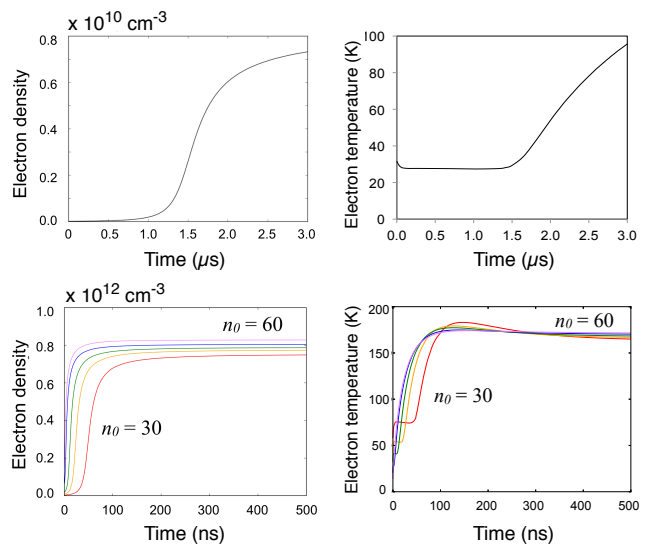 x 10^10 cm-3
0.8
0.6
0.4
0.2
0.0
Electron density
0 0.5 1.0 1.5 2.0 2.5 3.0
Time (µs)
100
80
60
40
20
0
Electron temperature (K)
0.0 0.5 1.0 1.5 2.0 2.5 3.0
Time (µs)
x 10^12 cm-3
1.0
0.8
0.6
0.4
0.2
0.0
Electron density
n0 = 60
n0 = 30
0 100 200 300 400 500
Time (ns)
200
150
100
50
0
Electron temperature (K)
n0 = 60
n0 = 30
0 100 200 300 400 500
Time (ns)